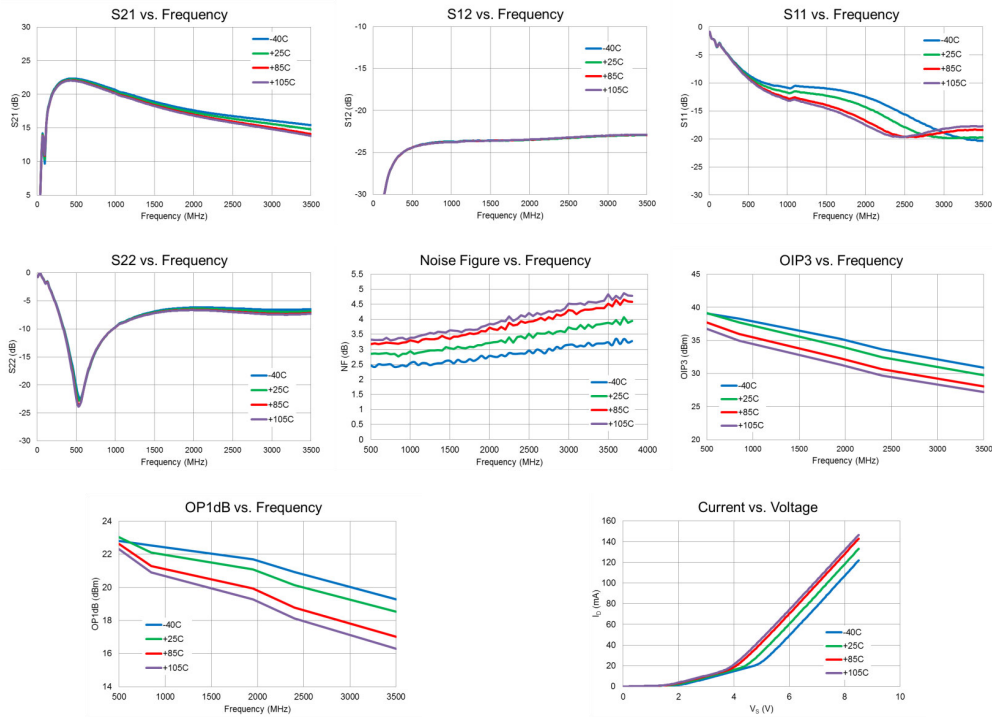 S21 vs. Frequency
30
25
20
15
10
5
S21 (dB)
0 500 1000 1500 2000 2500 3000 3500
Frequency (MHz)
-40C
+25C
+85C
+105C
S12 vs. Frequency
-10
-15
-20
-25
-30
S12 (dB)
0 500 1000 1500 2000 2500 3000 3500
Frequency (MHz)
-40C
+25C
+85C
+105C
S11 vs. Frequency
0
-5
-10
-15
-20
-25
-30
S11 (dB)
0 500 1000 1500 2000 2500 3000 3500
Frequency (MHz)
-40C
+25C
+85C
+105C
S22 vs. Frequency
0
-5
-10
-15
-20
-25
-30
S22 (dB)
0 500 1000 1500 2000 2500 3000 3500
Frequency (MHz)
-40C
+25C
+85C
+105C
Noise Figure vs. Frequency
5.5
5
4.5
4
3.5
3
2.5
2
1.5
1
0.5
0
NF (dB)
500 1000 1500 2000 2500 3000 3500 4000
Frequency (MHz)
-40C
+25C
+85C
+105C
OIP3 vs. Frequency
45
40
35
30
25
20
OIP3 (dBm)
500 1000 1500 2000 2500 3000 3500
Frequency (MHz)
-40C
+25C
+85C
+105C
OP1dB vs. Frequency
24
22
20
18
16
14
OP1dB (dBm)
500 1000 1500 2000 2500 3000 3500
Frequency (MHz)
-40C
+25C
+85C
+105C
Current vs. Voltage
160
140
120
100
80
60
40
20
0
I_D (mA)
0 2 4 6 8 10
V_S (V)
-40C
+25C
+85C
+105C